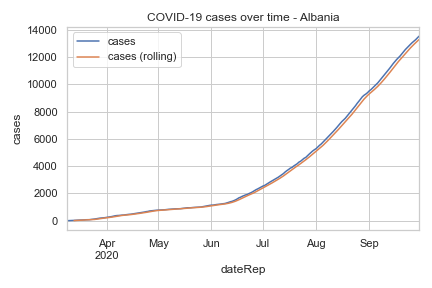 COVID-19 cases over time - Albania
cases
cases (rolling)
14000
12000
10000
8000
6000
4000
2000
0
cases
Apr May Jun Jul Aug Sep
2020
dateRep